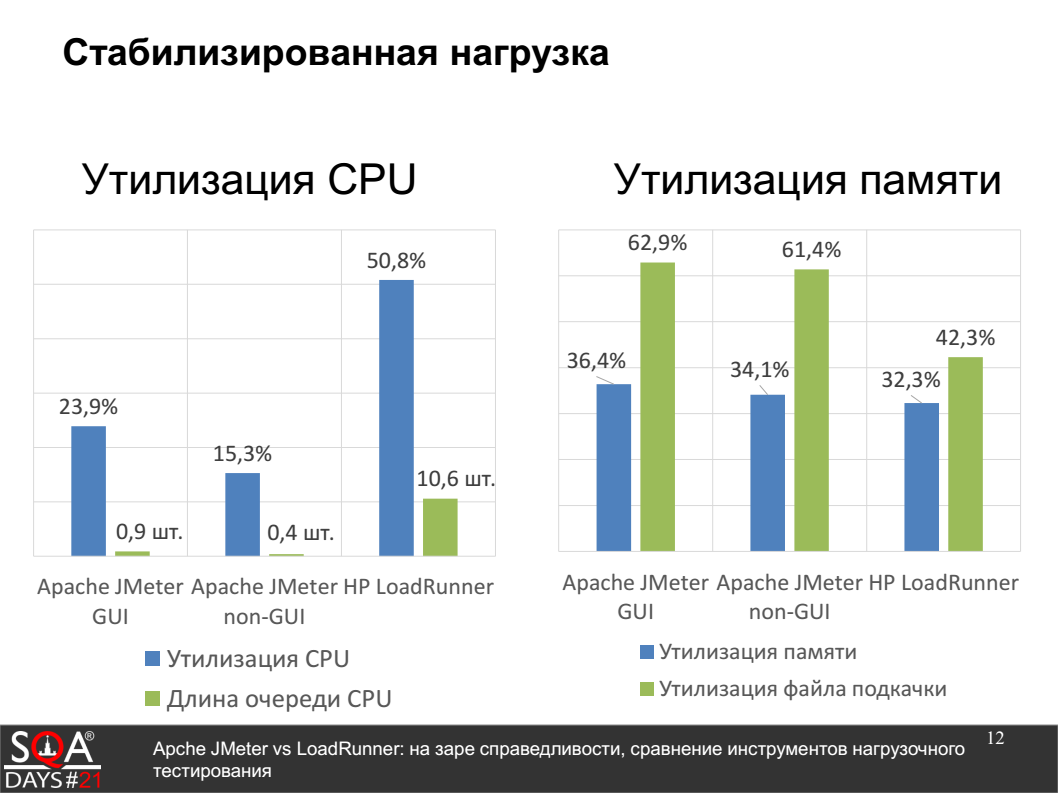 Стабилизированная нагрузка
Утилизация CPU
50,8%
23,9%
15,3%
10,6 шт.
0,9 шт.
0,4 шт.
Apache JMeter GUI
Apache JMeter non-GUI
HP LoadRunner
Утилизация CPU
Длина очереди CPU
Утилизация памяти
62,9%
61,4%
42,3%
36,4%
34,1%
32,3%
Apache JMeter GUI
Apache JMeter non-GUI
HP LoadRunner
Утилизация памяти
Утилизация файла подкачки
SQA®
DAYS#21
Apche JMeter vs LoadRunner: на заре справедливости, сравнение инструментов нагрузочного
тестирования
12